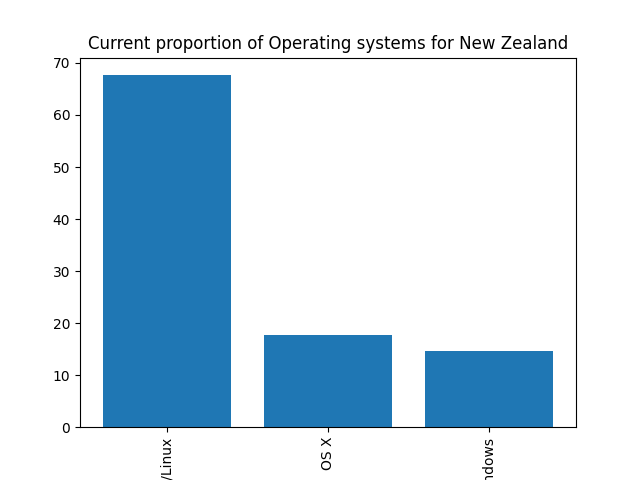 Current proportion of Operating systems for New Zealand
70
60
50
40
30
20
10
0
/Linux
OS X
ndows